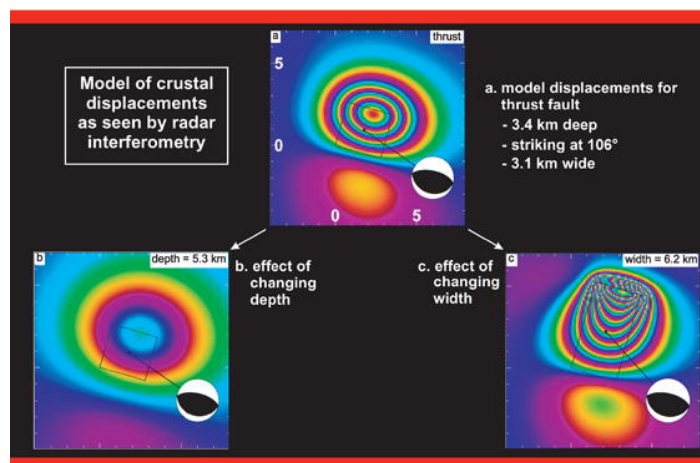 Model of crustal
displacements
as seen by radar
interferometry
a
thrust
5
0
0
5
a. model displacements for
thrust fault
- 3.4 km deep
- striking at 106°
- 3.1 km wide
b
depth = 5.3 km
b. effect of
changing
depth
c. effect of
changing
width
c
width = 6.2 km